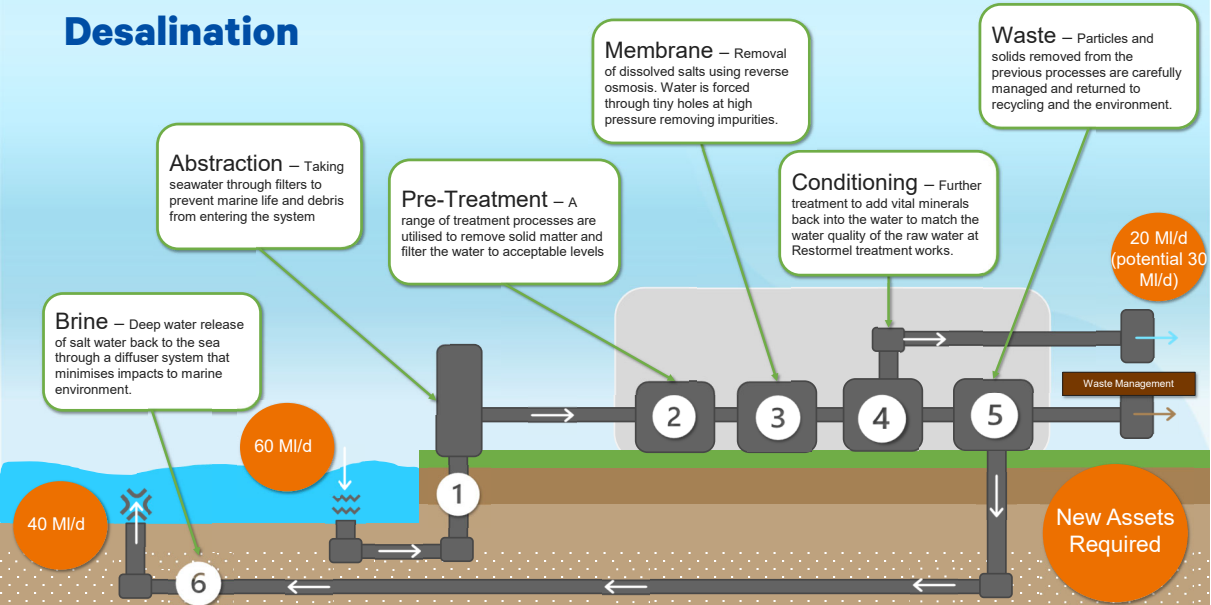 Desalination
Membrane – Removal
of dissolved salts using reverse
osmosis. Water is forced
through tiny holes at high
pressure removing impurities.
Waste – Particles and
solids removed from the
previous processes are carefully
managed and returned to
recycling and the environment.
Abstraction – Taking
seawater through filters to
prevent marine life and debris
from entering the system
Pre-Treatment – A
range of treatment processes are
utilised to remove solid matter and
filter the water to acceptable levels
Conditioning – Further
treatment to add vital minerals
back into the water to match the
water quality of the raw water at
Restormel treatment works.
20 Ml/d
(potential 30
Ml/d)
Brine – Deep water release
of salt water back to the sea
through a diffuser system that
minimises impacts to marine
environment.
Waste Management
2
3
4
5
60 Ml/d
1
40 Ml/d
New Assets
Required
6